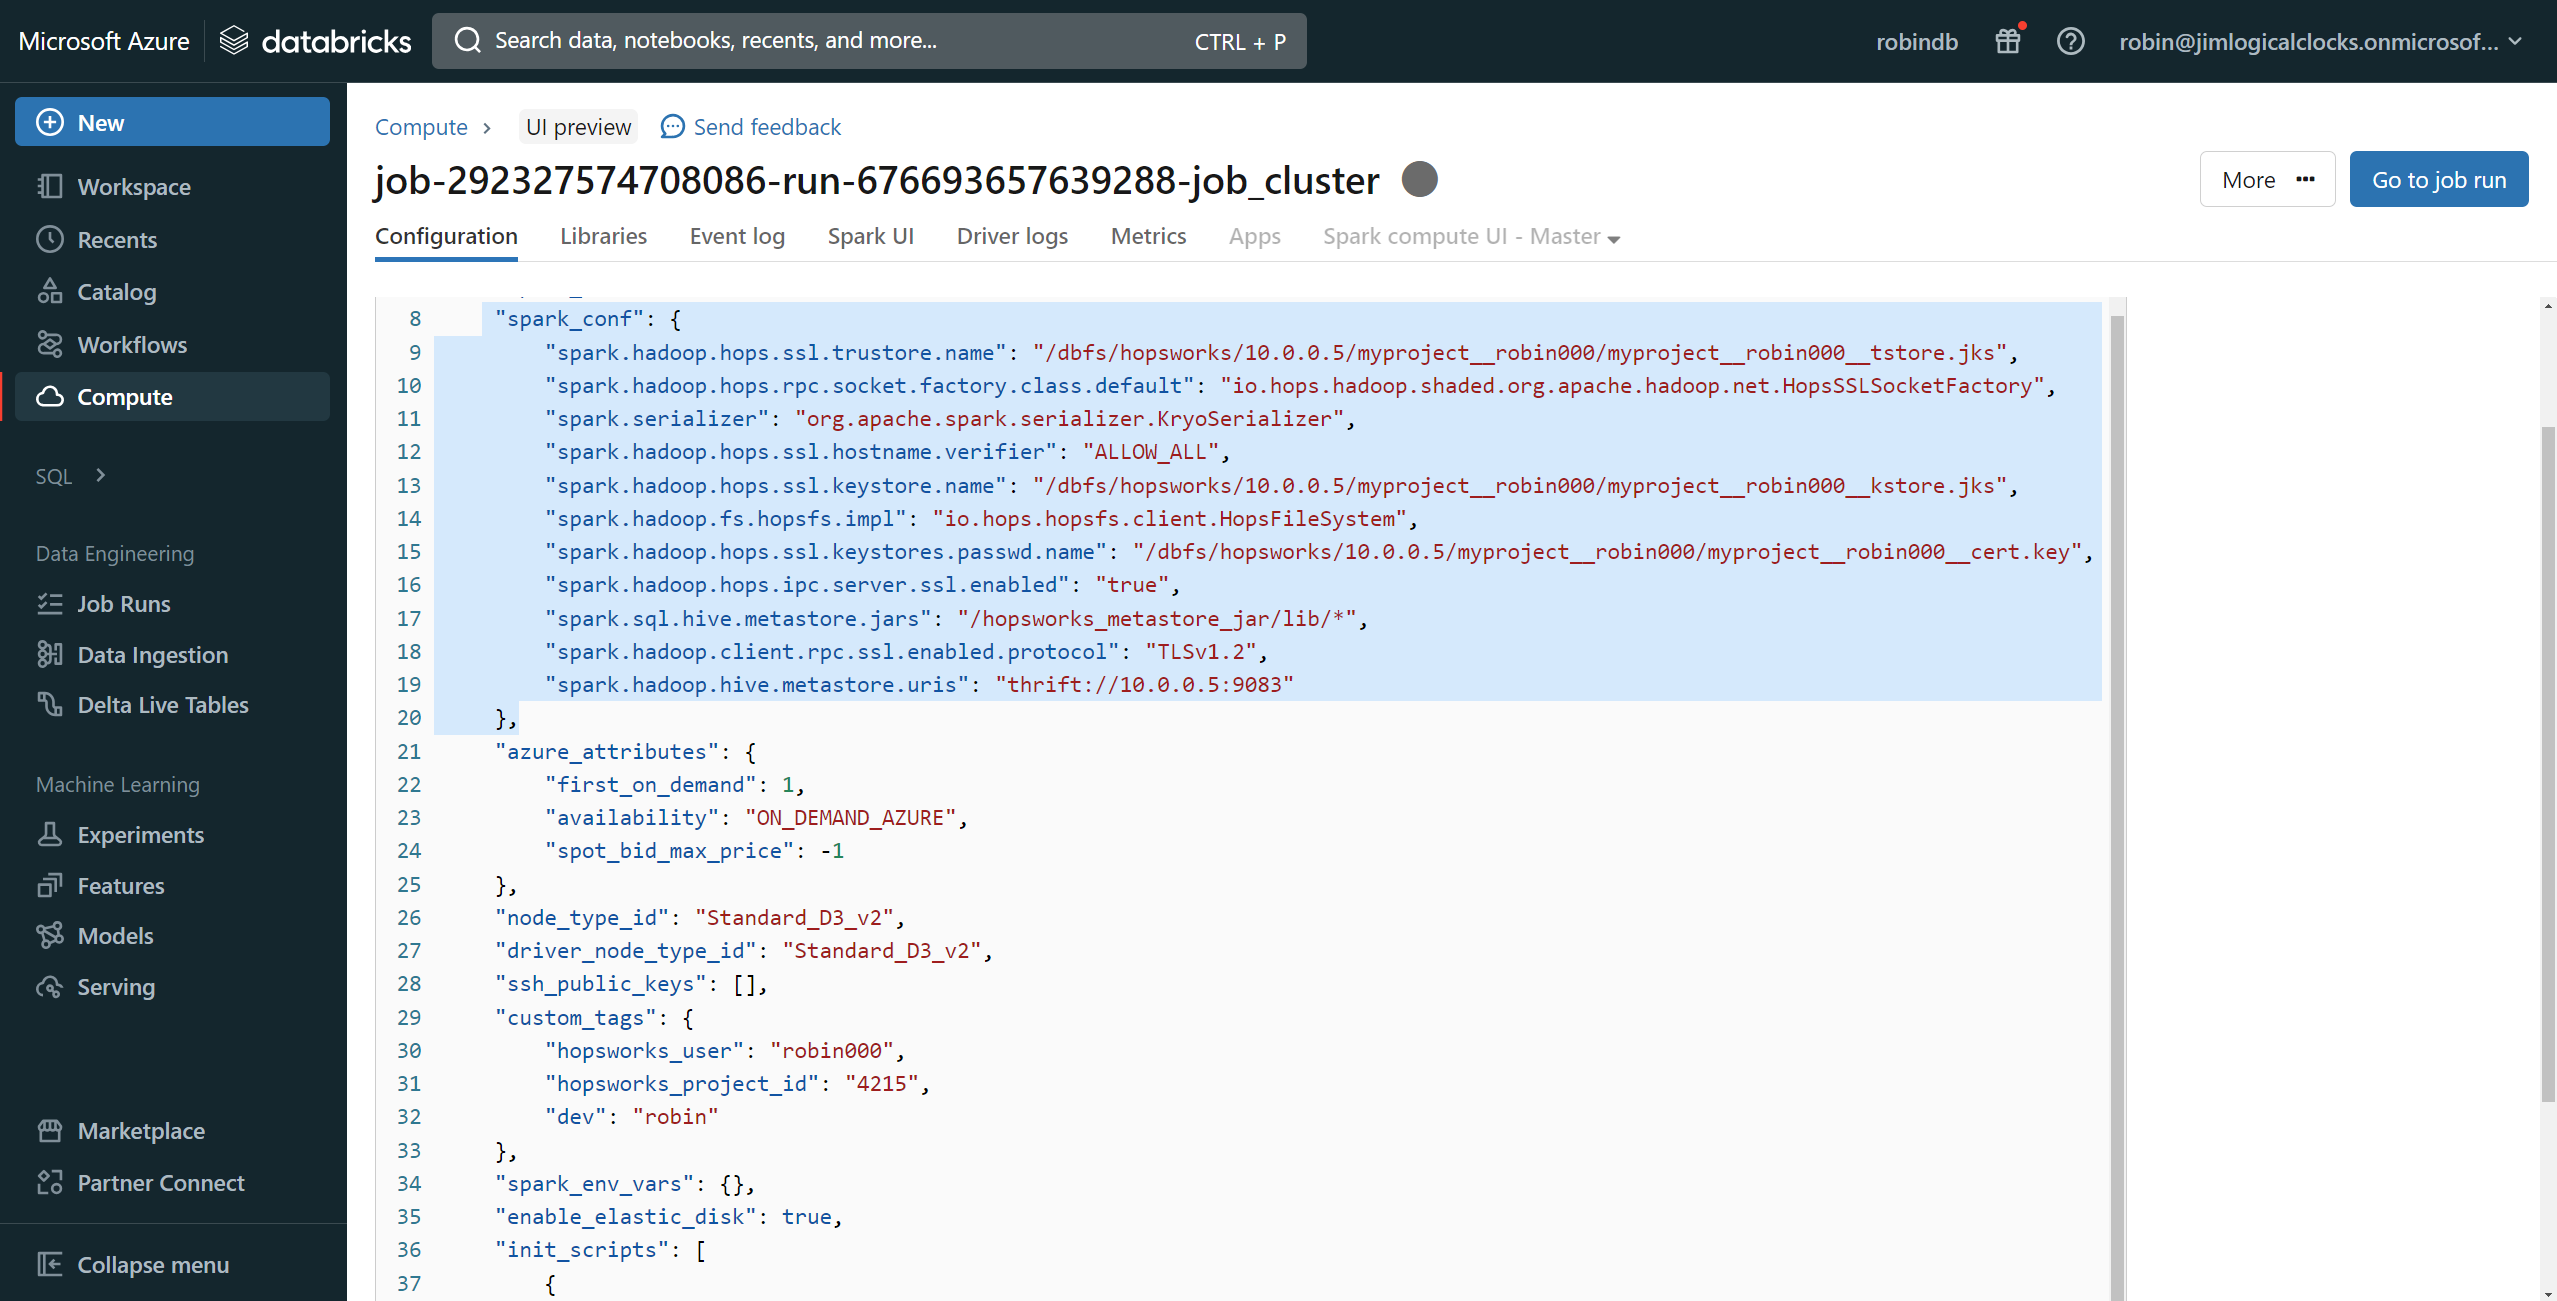 Microsoft Azure databricks Search data, notebooks, recents, and more... CTRL + P robindb robin@jimlogicalclocks.onmicrosof...
New
Workspace
Recents
Catalog
Workflows
Compute
SQL
Data Engineering
Job Runs
Data Ingestion
Delta Live Tables
Machine Learning
Experiments
Features
Models
Serving
Marketplace
Partner Connect
Collapse menu
Compute UI preview Send feedback
job-292327574708086-run-676693657639288-job_cluster
More Go to job run
Configuration Libraries Event log Spark UI Driver logs Metrics Apps Spark compute UI - Master
8 "spark_conf": {
9 "spark.hadoop.hops.ssl.trustore.name": "/dbfs/hopsworks/10.0.0.5/myproject__robin000/myproject__robin000__tstore.jks",
10 "spark.hadoop.hops.rpc.socket.factory.class.default": "io.hops.hadoop.shaded.org.apache.hadoop.net.HopsSSLSocketFactory",
11 "spark.serializer": "org.apache.spark.serializer.KryoSerializer",
12 "spark.hadoop.hops.ssl.hostname.verifier": "ALLOW_ALL",
13 "spark.hadoop.hops.ssl.keystore.name": "/dbfs/hopsworks/10.0.0.5/myproject__robin000/myproject__robin000__kstore.jks",
14 "spark.hadoop.fs.hopsfs.impl": "io.hops.hopsfs.client.HopsFileSystem",
15 "spark.hadoop.hops.ssl.keystores.passwd.name": "/dbfs/hopsworks/10.0.0.5/myproject__robin000/myproject__robin000__cert.key",
16 "spark.hadoop.hops.ipc.server.ssl.enabled": "true",
17 "spark.sql.hive.metastore.jars": "/hopsworks_metastore_jar/lib/*",
18 "spark.hadoop.client.rpc.ssl.enabled.protocol": "TLSv1.2",
19 "spark.hadoop.hive.metastore.uris": "thrift://10.0.0.5:9083"
20 },
21 "azure_attributes": {
22 "first_on_demand": 1,
23 "availability": "ON_DEMAND_AZURE",
24 "spot_bid_max_price": -1
25 },
26 "node_type_id": "Standard_D3_v2",
27 "driver_node_type_id": "Standard_D3_v2",
28 "ssh_public_keys": [],
29 "custom_tags": {
30 "hopsworks_user": "robin000",
31 "hopsworks_project_id": "4215",
32 "dev": "robin"
33 },
34 "spark_env_vars": {},
35 "enable_elastic_disk": true,
36 "init_scripts": [
37 {